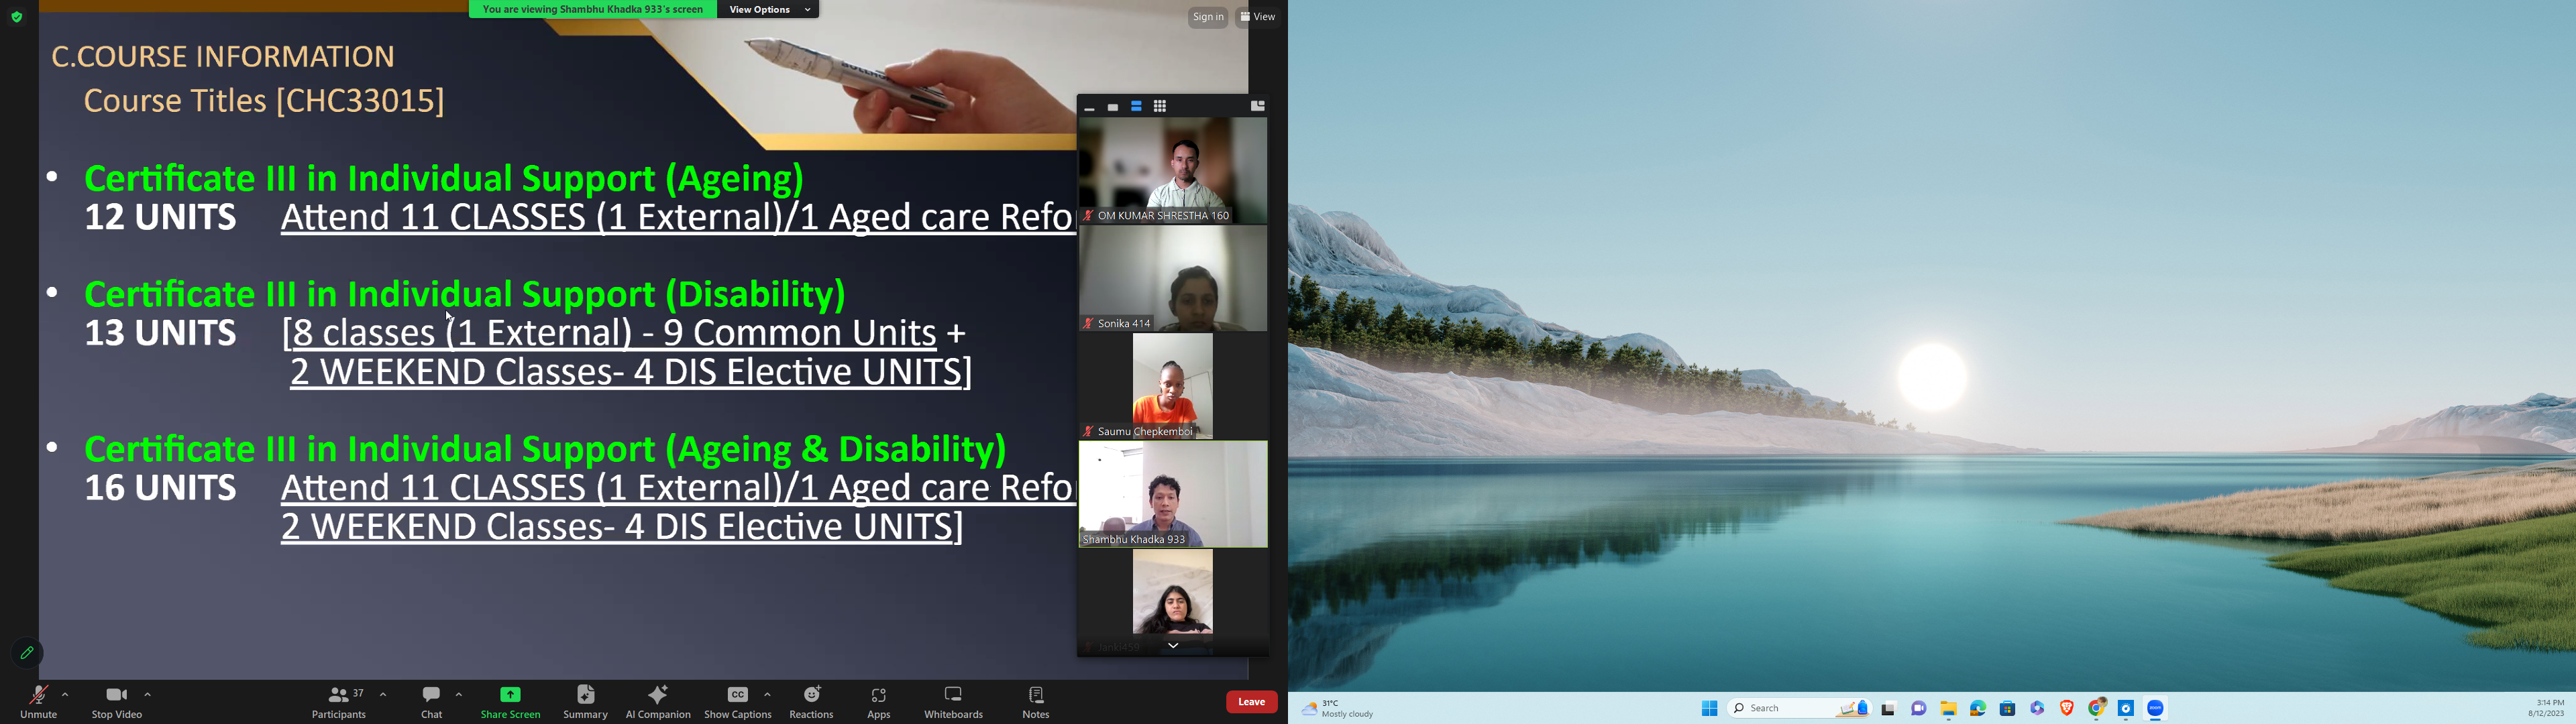 You are viewing Shambhu Khadka 933's screen
View Options
Sign in
View
C.COURSE INFORMATION
Course Titles [CHC33015]
• Certificate III in Individual Support (Ageing)
12 UNITS Attend 11 CLASSES (1 External)/1 Aged care Refo
• Certificate III in Individual Support (Disability)
13 UNITS [8 classes (1 External) - 9 Common Units +
2 WEEKEND Classes- 4 DIS Elective UNITS]
• Certificate III in Individual Support (Ageing & Disability)
16 UNITS Attend 11 CLASSES (1 External)/1 Aged care Refo
2 WEEKEND Classes- 4 DIS Elective UNITS]
OM KUMAR SHRESTHA 160
Sonika 414
Saumu Chepkemboi
Shambhu Khadka 933
Janki459
Unmute
Stop Video
37
Participants
Chat
Share Screen
Summary
AI Companion
CC
Show Captions
Reactions
Apps
Whiteboards
Notes
Leave
31°C
Mostly cloudy
Search
zoom
3:14 PM
8/12/2023